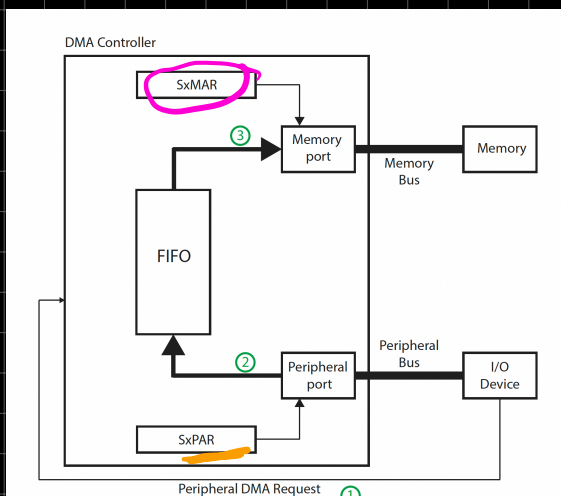 DMA Controller
SxMAR
3
Memory
port
Memory
Memory
Bus
FIFO
2
Peripheral
port
Peripheral
Bus
I/O
Device
SxPAR
Peripheral DMA Request
1